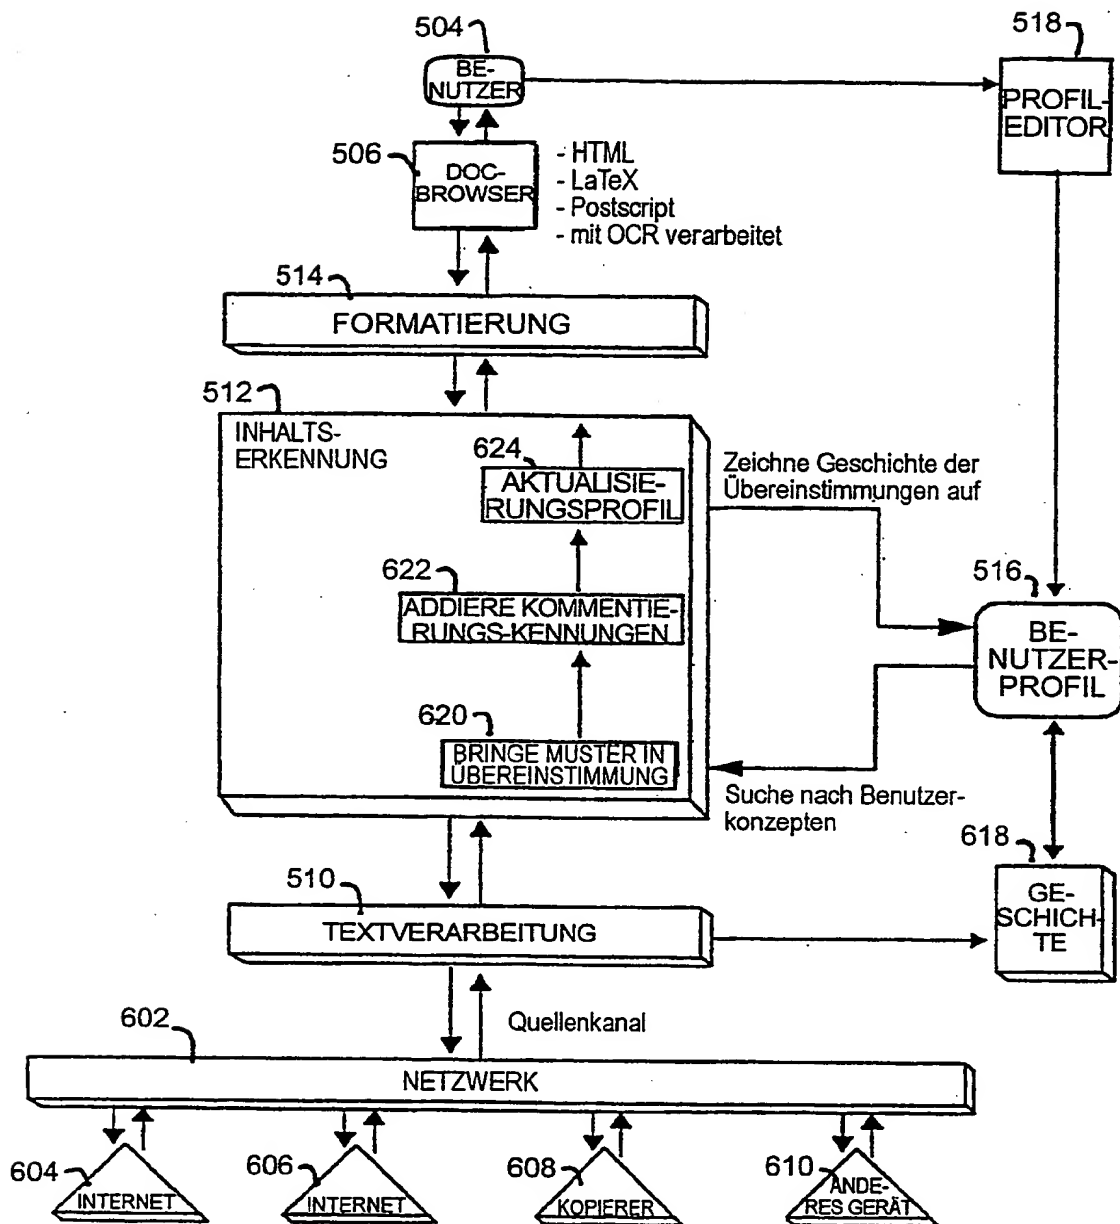 504
BE-
NUTZER
518
PROFIL-
EDITOR
506
DOC-
BROWSER
- HTML
- LaTeX
- Postscript
- mit OCR verarbeitet
514
FORMATIERUNG
512
INHALTS-
ERKENNUNG
624
AKTUALISIE-
RUNGSPROFIL
Zeichne Geschichte der
Übereinstimmungen auf
622
ADDIERE KOMMENTIE-
RUNGS-KENNUNGEN
516
BE-
NUTZER-
PROFIL
620
BRINGE MUSTER IN
ÜBEREINSTIMMUNG
Suche nach Benutzer-
konzepten
618
GE-
SCHICH-
TE
510
TEXTVERARBEITUNG
Quellenkanal
602
NETZWERK
604
INTERNET
606
INTERNET
608
KOPIERER
610
ANDE-
RES GERÄT